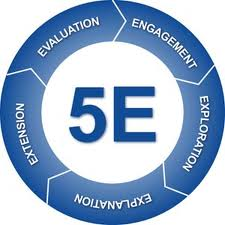 EVALUATION
ENGAGEMENT
EXPLORATION
EXPLANATION
EXTENSION
5E